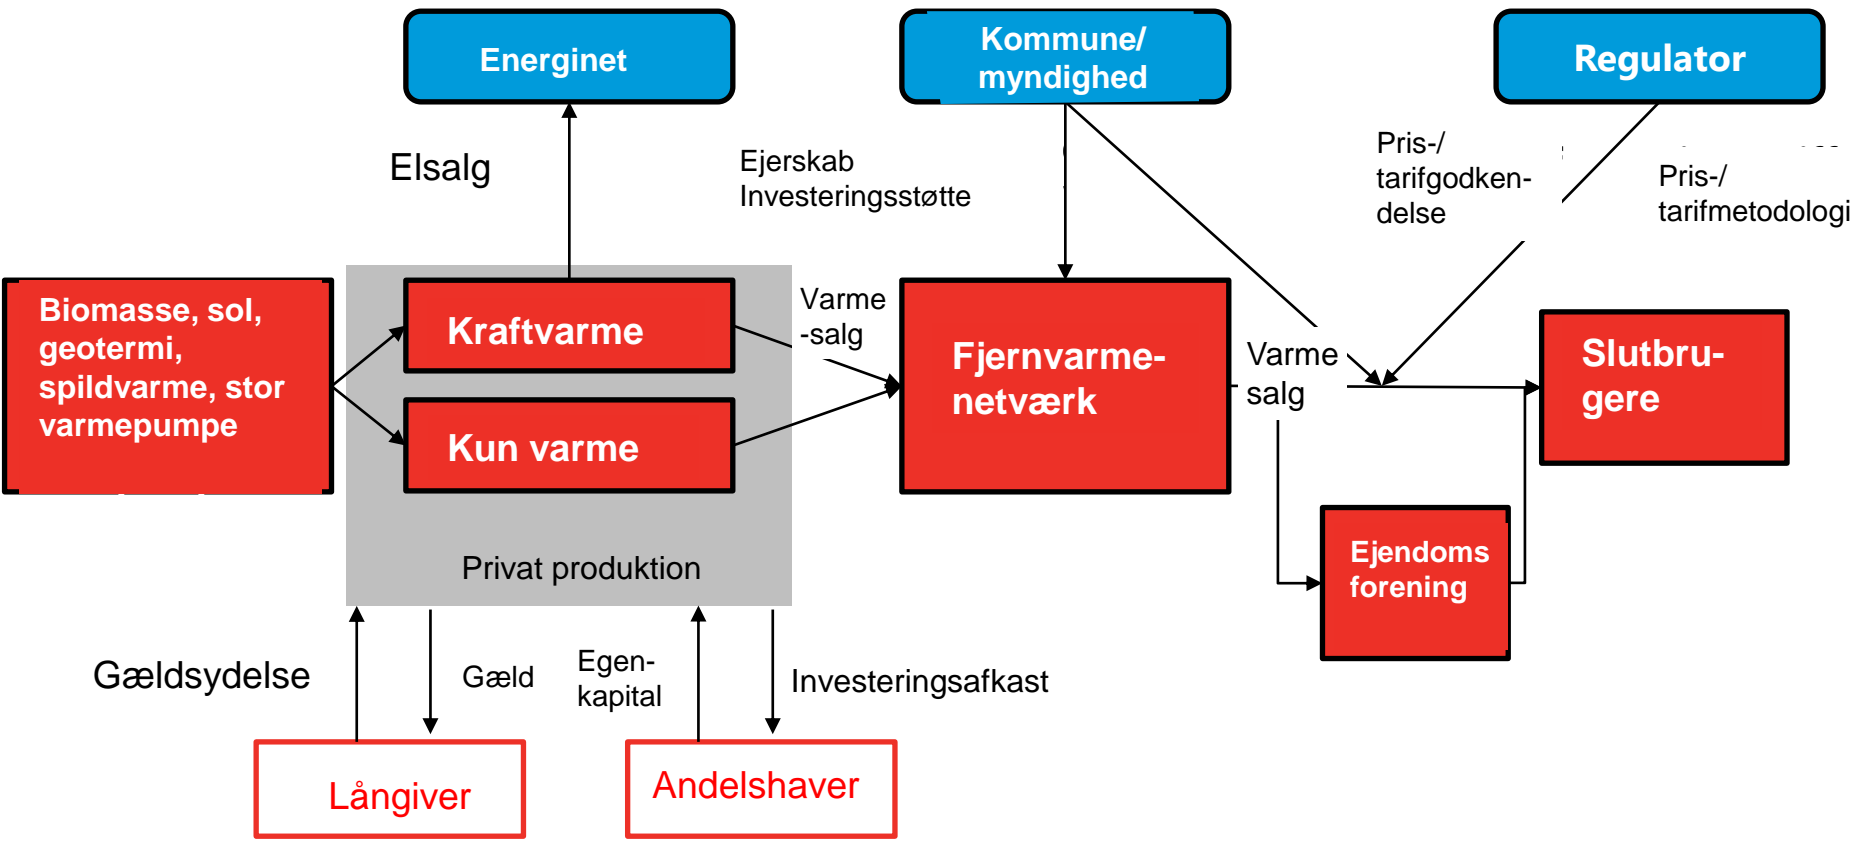 Energinet
Kommune/
myndighed
Regulator
Elsalg
Ejerskab
Investeringsstøtte
Pris-/
tarifgodken-
delse
Pris-/
tarifmetodologi
Biomasse, sol,
geotermi,
spildvarme, stor
varmepumpe
Kraftvarme
Kun varme
Varme
-salg
Fjernvarme-
netværk
Varme
salg
Slutbru-
gere
Ejendoms
forening
Privat produktion
Gældsydelse
Gæld
Egen-
kapital
Investeringsafkast
Långiver
Andelshaver